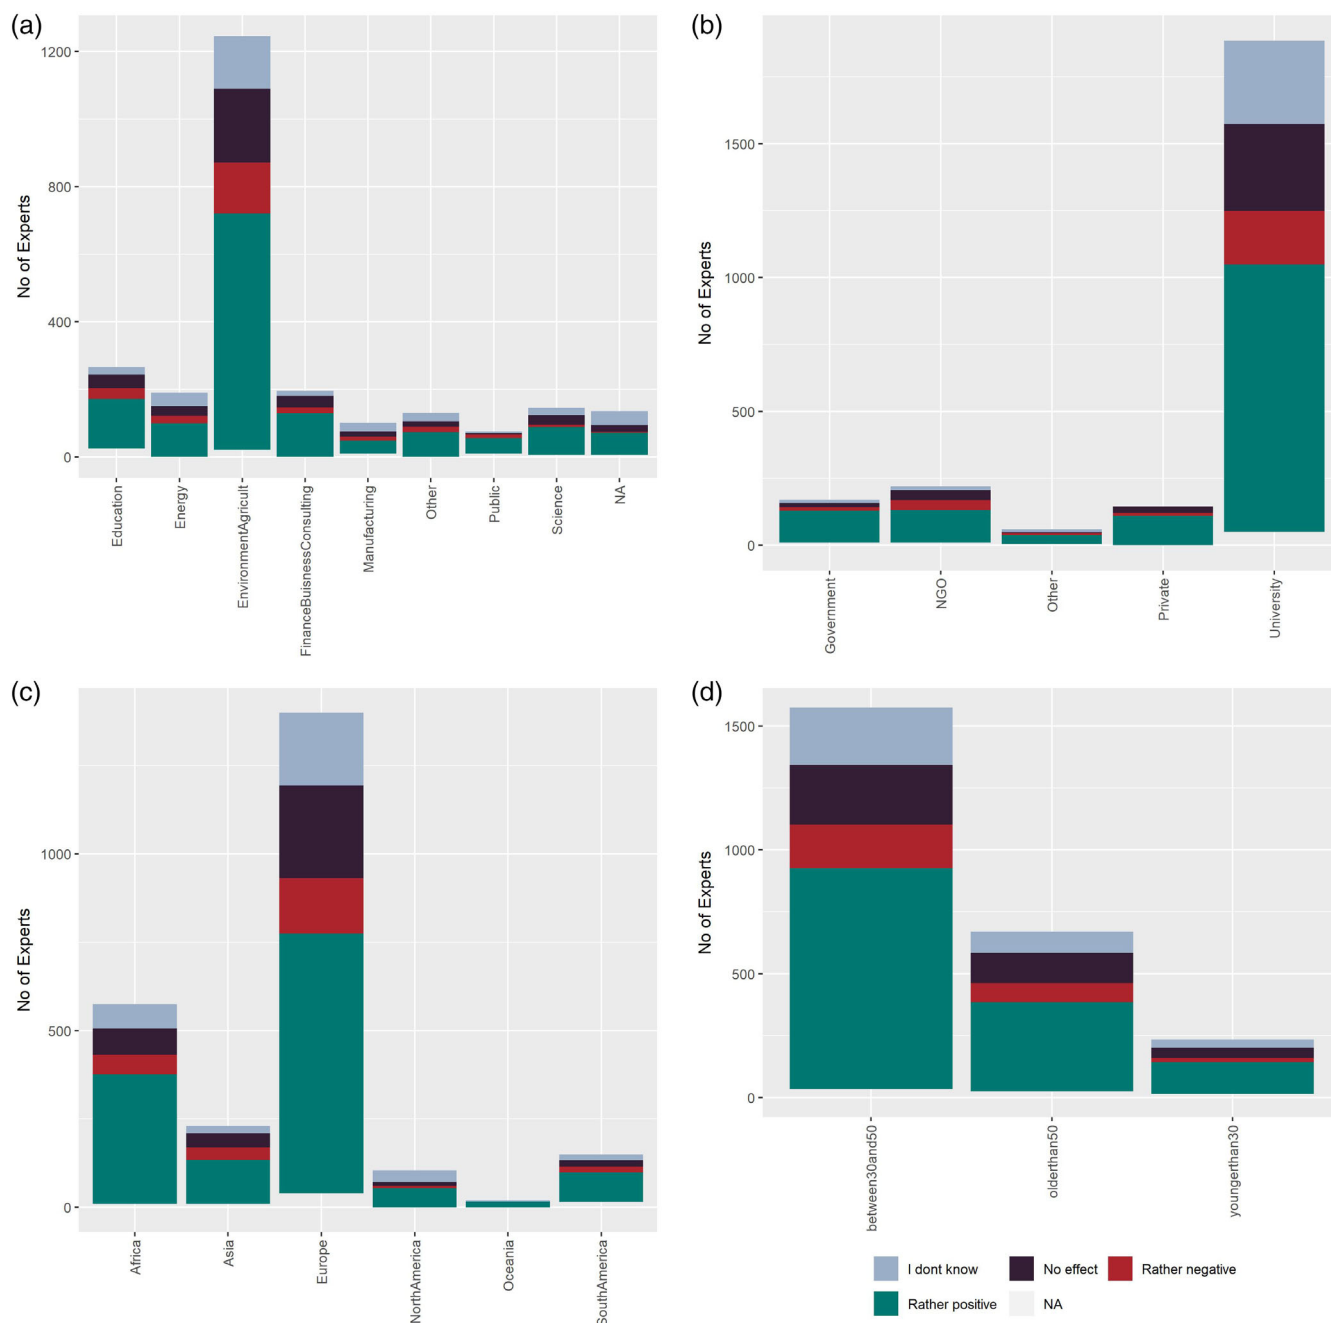 (a)
1200
800
400
0
No of Experts
Education
Energy
EnvironmentAgricult
FinanceBuisnessConsulting
Manufacturing
Other
Public
Science
NA
(b)
1500
1000
500
0
No of Experts
Government
NGO
Other
Private
University
(c)
1000
500
0
No of Experts
Africa
Asia
Europe
NorthAmerica
Oceania
SouthAmerica
(d)
1500
1000
500
0
No of Experts
between30and50
olderthan50
youngerthan30
I dont know
No effect
Rather negative
Rather positive
NA